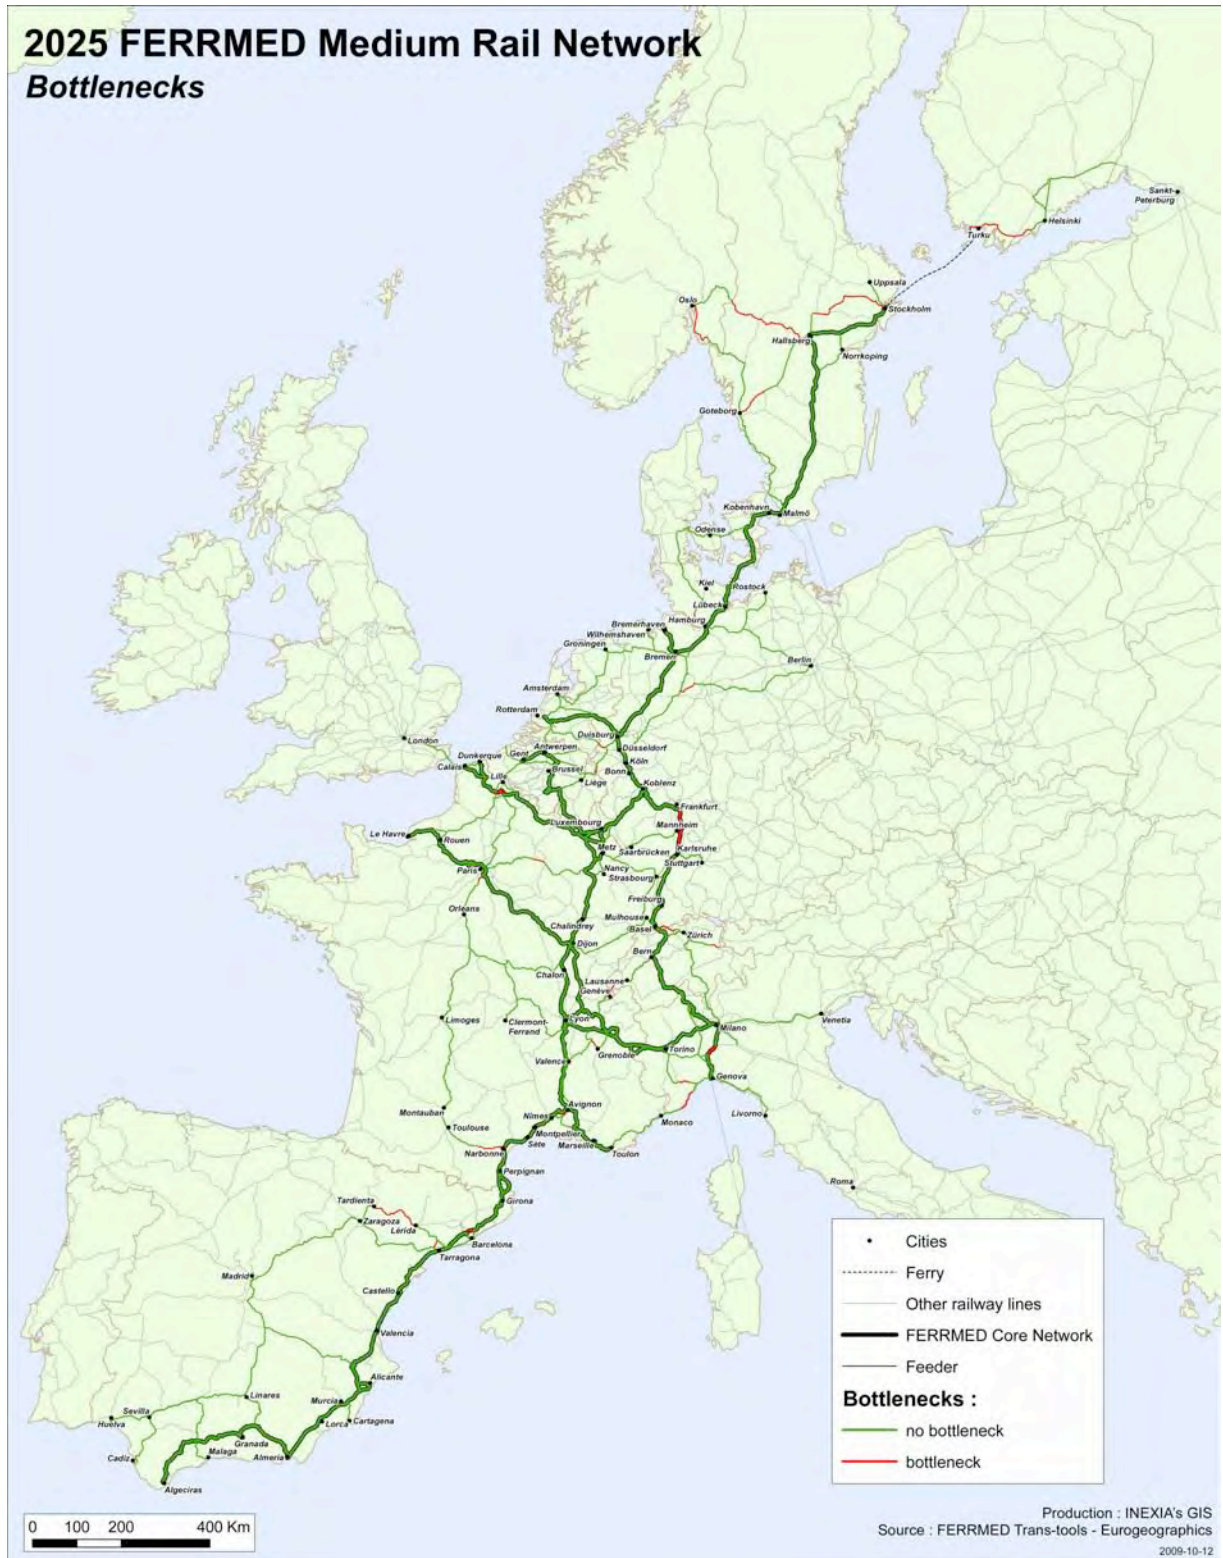 2025 FERRMED Medium Rail Network
Bottlenecks
Sankt-
Peterburg
Helsinki
Turku
Uppsala
Oslo
Stockholm
Hallsberg
Norrkoping
Goteborg
Kobenhavn
Malmö
Odense
Kiel
Rostock
Lübeck
Hamburg
Bremerhaven
Wilhemshaven
Groningen
Bremen
Berlin
Amsterdam
Rotterdam
Duisburg
London
Dunkerque
Antwerpen
Gent
Düsseldorf
Calais
Köln
Brussel
Bonn
Lille
Liège
Koblenz
Frankfurt
Luxembourg
Mannheim
Le Havre
Rouen
Metz
Karlsruhe
Saarbrücken
Stuttgart
Paris
Nancy
Strasbourg
Freiburg
Orleans
Mulhouse
Chalindrey
Basel
Zürich
Dijon
Bern
Chalon
Lausanne
Genève
Limoges
Clermont-
Ferrand
Lyon
Venetia
Milano
Valence
Grenoble
Torino
Genova
Montauban
Avignon
Nîmes
Toulouse
Montpellier
Monaco
Livorno
Sète
Marseille
Narbonne
Toulon
Perpignan
Roma
Girona
Tardienta
Zaragoza
Lérida
Barcelona
Tarragona
Madrid
Castello
Valencia
Alicante
Linares
Murcia
Sevilla
Huelva
Lorca
Cartagena
Granada
Malaga
Cadiz
Almeria
Algeciras
Cities
Ferry
Other railway lines
FERRMED Core Network
Feeder
Bottlenecks :
no bottleneck
bottleneck
0 100 200 400 Km
Production : INEXIA's GIS
Source : FERRMED Trans-tools - Eurogeographics
2009-10-12